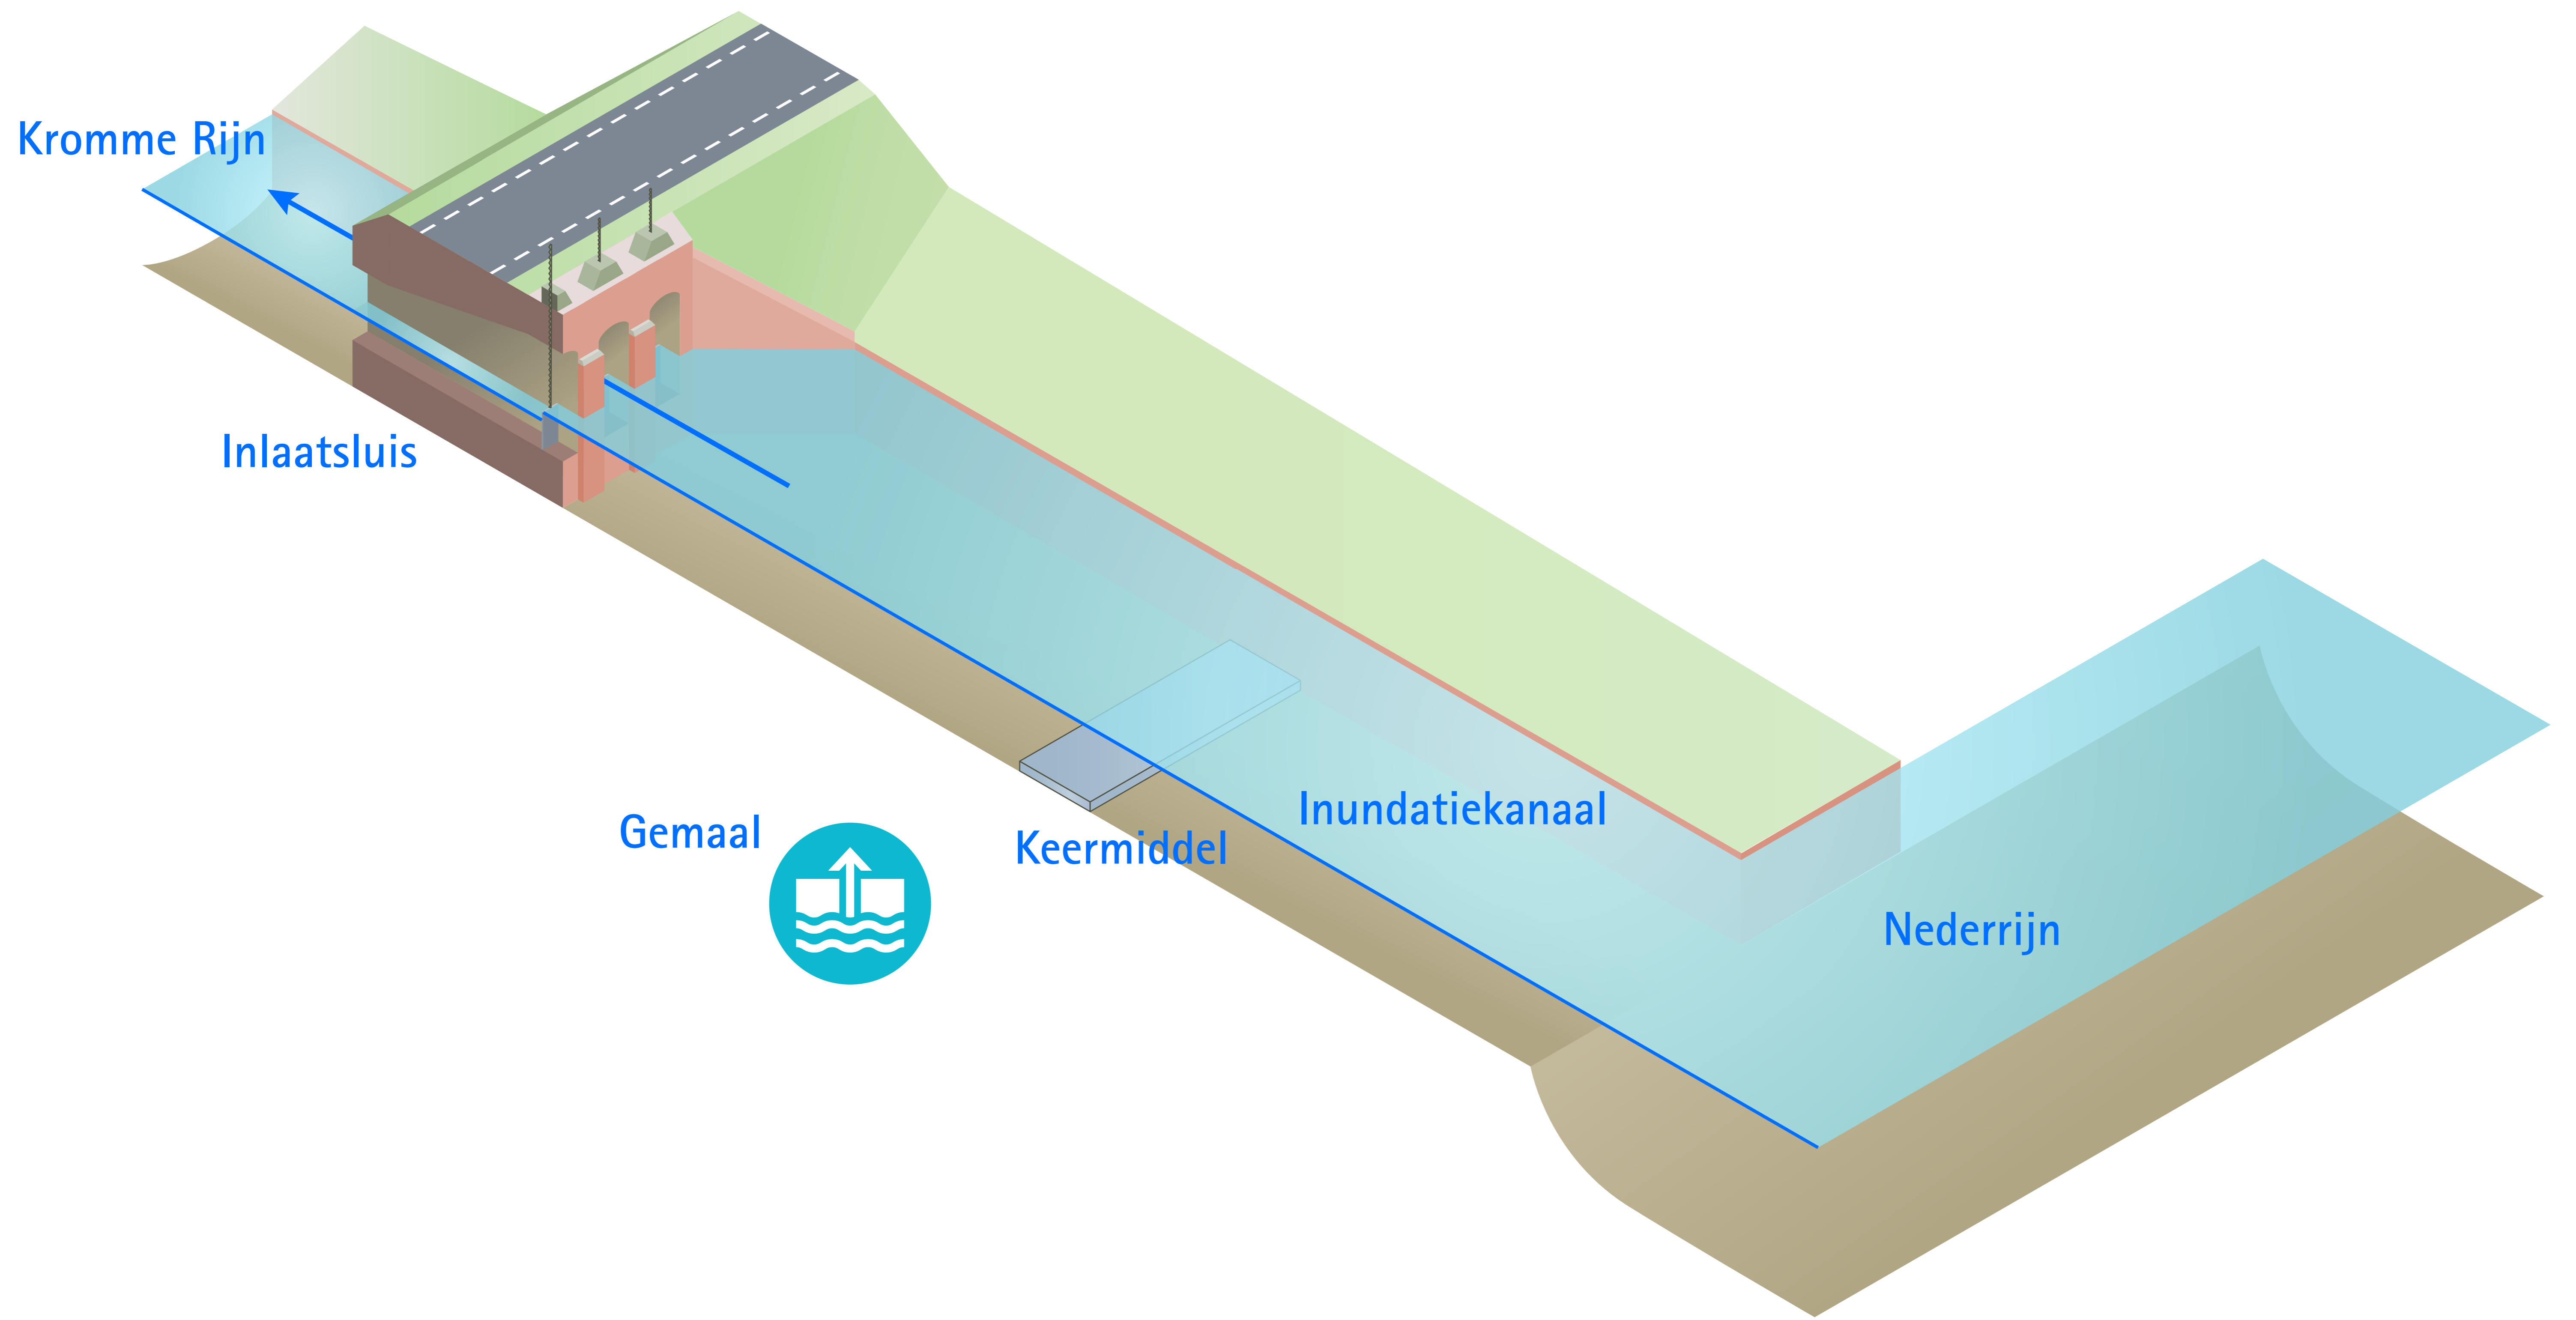 Kromme Rijn
Inlaatsluis
Gemaal
Keermiddel
Inundatiekanaal
Nederrijn